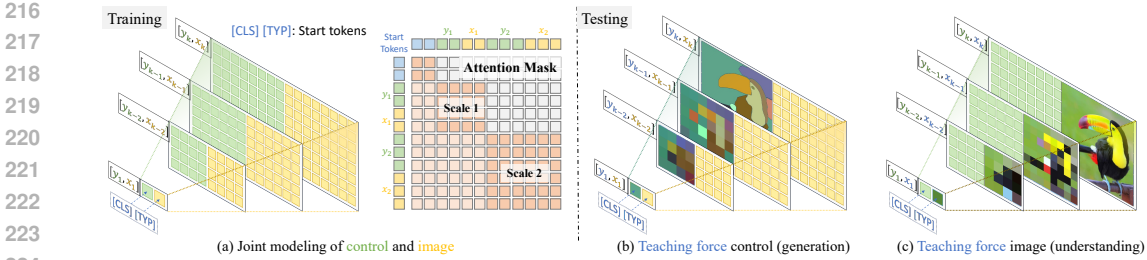 216
217
218
219
220
221
222
223
Training
[CLS] [TYP]: Start tokens
[y_k, x_k]
[y_{k-1}, x_{k-1}]
[y_{k-2}, x_{k-2}]
[y_1, x_1]
[CLS] [TYP]
Start
Tokens
y_1 x_1 y_2 x_2
Attention Mask
y_1
Scale 1
x_1
y_2
Scale 2
x_2
(a) Joint modeling of control and image
Testing
[y_k, x_k]
[y_{k-1}, x_{k-1}]
[y_{k-2}, x_{k-2}]
[y_1, x_1]
[CLS] [TYP]
(b) Teaching force control (generation)
[y_k, x_k]
[y_{k-1}, x_{k-1}]
[y_{k-2}, x_{k-2}]
[y_1, x_1]
[CLS] [TYP]
(c) Teaching force image (understanding)